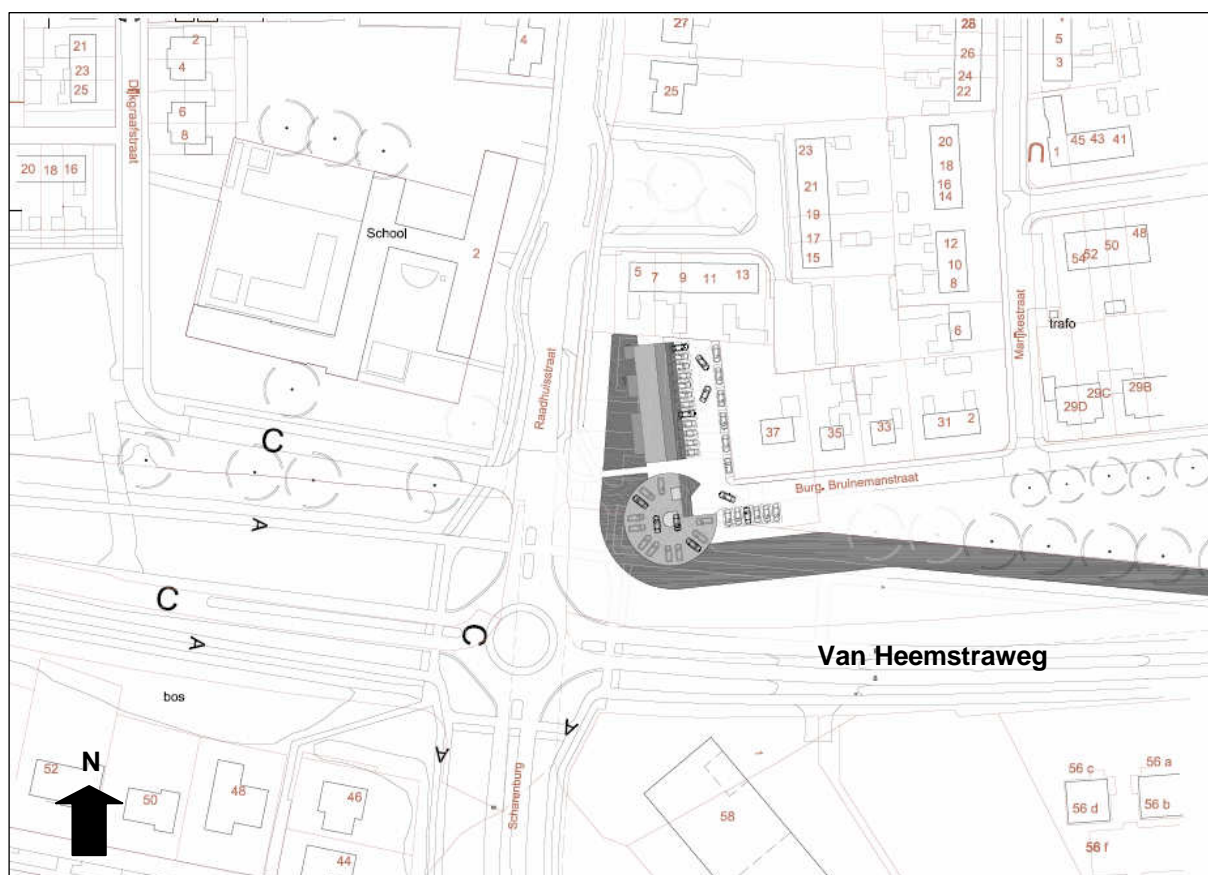 21
23
25
2
4
6
8
20 18 16
Dijkgraafstraat
School
2
4
27
25
28
26
24
22
5
3
1 45 43 41
20
18
16
14
23
21
19
17
15
12
10
8
6
5 7 9 11 13
54 52 50 48
trafo
Marijkestraat
29D 29C 29B
Raadhuisstraat
37 35 33 31 2
Burg. Bruinemanstraat
C
A
C
A
C
Van Heemstraweg
bos
A
A
N
52 50 48 46
44
Scharenburg
58
56 c 56 a
56 d 56 b
56 f